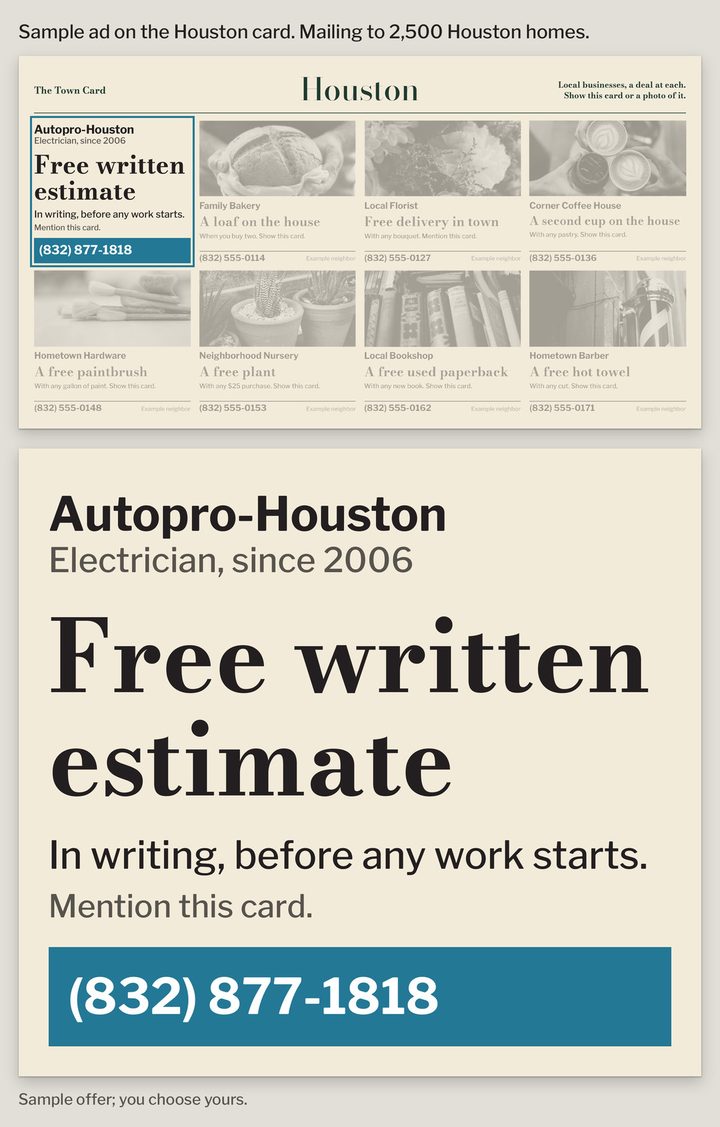 Sample ad on the Houston card. Mailing to 2,500 Houston homes.
The Town Card
Houston
Local businesses, a deal at each.
Show this card or a photo of it.
Autopro-Houston
Electrician, since 2006
Free written
estimate
In writing, before any work starts.
Mention this card.
(832) 877-1818
Family Bakery
A loaf on the house
When you buy two. Show this card.
(832) 555-0114
Example neighbor
Local Florist
Free delivery in town
With any bouquet. Mention this card.
(832) 555-0127
Example neighbor
Corner Coffee House
A second cup on the house
With any pastry. Show this card.
(832) 555-0136
Example neighbor
Hometown Hardware
A free paintbrush
With any gallon of paint. Show this card.
(832) 555-0148
Example neighbor
Neighborhood Nursery
A free plant
With any $25 purchase. Show this card.
(832) 555-0153
Example neighbor
Local Bookshop
A free used paperback
With any new book. Show this card.
(832) 555-0162
Example neighbor
Hometown Barber
A free hot towel
With any cut. Show this card.
(832) 555-0171
Example neighbor
Autopro-Houston
Electrician, since 2006
Free written
estimate
In writing, before any work starts.
Mention this card.
(832) 877-1818
Sample offer; you choose yours.